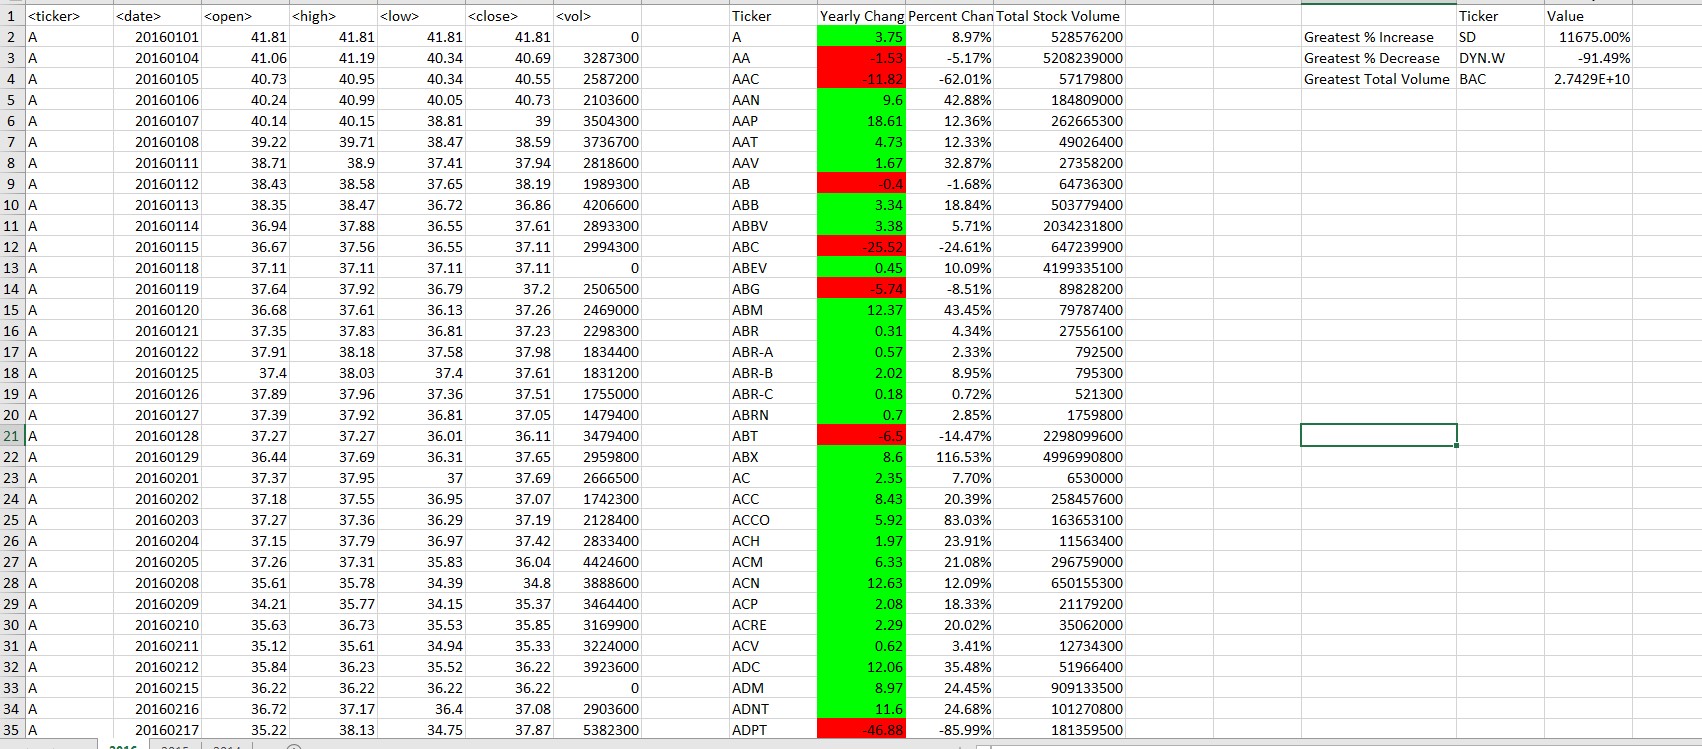 1 <ticker> <date> <open> <high> <low> <close> <vol> Ticker Yearly Chang Percent Chan Total Stock Volume Ticker Value
2 A 20160101 41.81 41.81 41.81 41.81 0 A 3.75 8.97% 528576200 Greatest % Increase SD 11675.00%
3 A 20160104 41.06 41.19 40.34 40.69 3287300 AA -1.53 -5.17% 5208239000 Greatest % Decrease DYN.W -91.49%
4 A 20160105 40.73 40.95 40.34 40.55 2587200 AAC -11.82 -62.01% 57179800 Greatest Total Volume BAC 2.7429E+10
5 A 20160106 40.24 40.99 40.05 40.73 2103600 AAN 9.6 42.88% 184809000
6 A 20160107 40.14 40.15 38.81 39 3504300 AAP 18.61 12.36% 262665300
7 A 20160108 39.22 39.71 38.47 38.59 3736700 AAT 4.73 12.33% 49026400
8 A 20160111 38.71 38.9 37.41 37.94 2818600 AAV 1.67 32.87% 27358200
9 A 20160112 38.43 38.58 37.65 38.19 1989300 AB -0.4 -1.68% 64736300
10 A 20160113 38.35 38.47 36.72 36.86 4206600 ABB 3.34 18.84% 503779400
11 A 20160114 36.94 37.88 36.55 37.61 2893300 ABBV 3.38 5.71% 2034231800
12 A 20160115 36.67 37.56 36.55 37.11 2994300 ABC -25.52 -24.61% 647239900
13 A 20160118 37.11 37.11 37.11 37.11 0 ABEV 0.45 10.09% 4199335100
14 A 20160119 37.64 37.92 36.79 37.2 2506500 ABG -5.74 -8.51% 89828200
15 A 20160120 36.68 37.61 36.13 37.26 2469000 ABM 12.37 43.45% 79787400
16 A 20160121 37.35 37.83 36.81 37.23 2298300 ABR 0.31 4.34% 27556100
17 A 20160122 37.91 38.18 37.58 37.98 1834400 ABR-A 0.57 2.33% 792500
18 A 20160125 37.4 38.03 37.4 37.61 1831200 ABR-B 2.02 8.95% 795300
19 A 20160126 37.89 37.96 37.36 37.51 1755000 ABR-C 0.18 0.72% 521300
20 A 20160127 37.39 37.92 36.81 37.05 1479400 ABRN 0.7 2.85% 1759800
21 A 20160128 37.27 37.27 36.01 36.11 3479400 ABT -6.5 -14.47% 2298099600
22 A 20160129 36.44 37.69 36.31 37.65 2959800 ABX 8.6 116.53% 4996990800
23 A 20160201 37.37 37.95 37 37.69 2666500 AC 2.35 7.70% 6530000
24 A 20160202 37.18 37.55 36.95 37.07 1742300 ACC 8.43 20.39% 258457600
25 A 20160203 37.27 37.36 36.29 37.19 2128400 ACCO 5.92 83.03% 163653100
26 A 20160204 37.15 37.79 36.97 37.42 2833400 ACH 1.97 23.91% 11563400
27 A 20160205 37.26 37.31 35.83 36.04 4424600 ACM 6.33 21.08% 296759000
28 A 20160208 35.61 35.78 34.39 34.8 3888600 ACN 12.63 12.09% 650155300
29 A 20160209 34.21 35.77 34.15 35.37 3464400 ACP 2.08 18.33% 21179200
30 A 20160210 35.63 36.73 35.53 35.85 3169900 ACRE 2.29 20.02% 35062000
31 A 20160211 35.12 35.61 34.94 35.33 3224000 ACV 0.62 3.41% 12734300
32 A 20160212 35.84 36.23 35.52 36.22 3923600 ADC 12.06 35.48% 51966400
33 A 20160215 36.22 36.22 36.22 36.22 0 ADM 8.97 24.45% 909133500
34 A 20160216 36.72 37.17 36.4 37.08 2903600 ADNT 11.6 24.68% 101270800
35 A 20160217 35.22 38.13 34.75 37.87 5382300 ADPT -46.88 -85.99% 181359500
2016 2015 2014